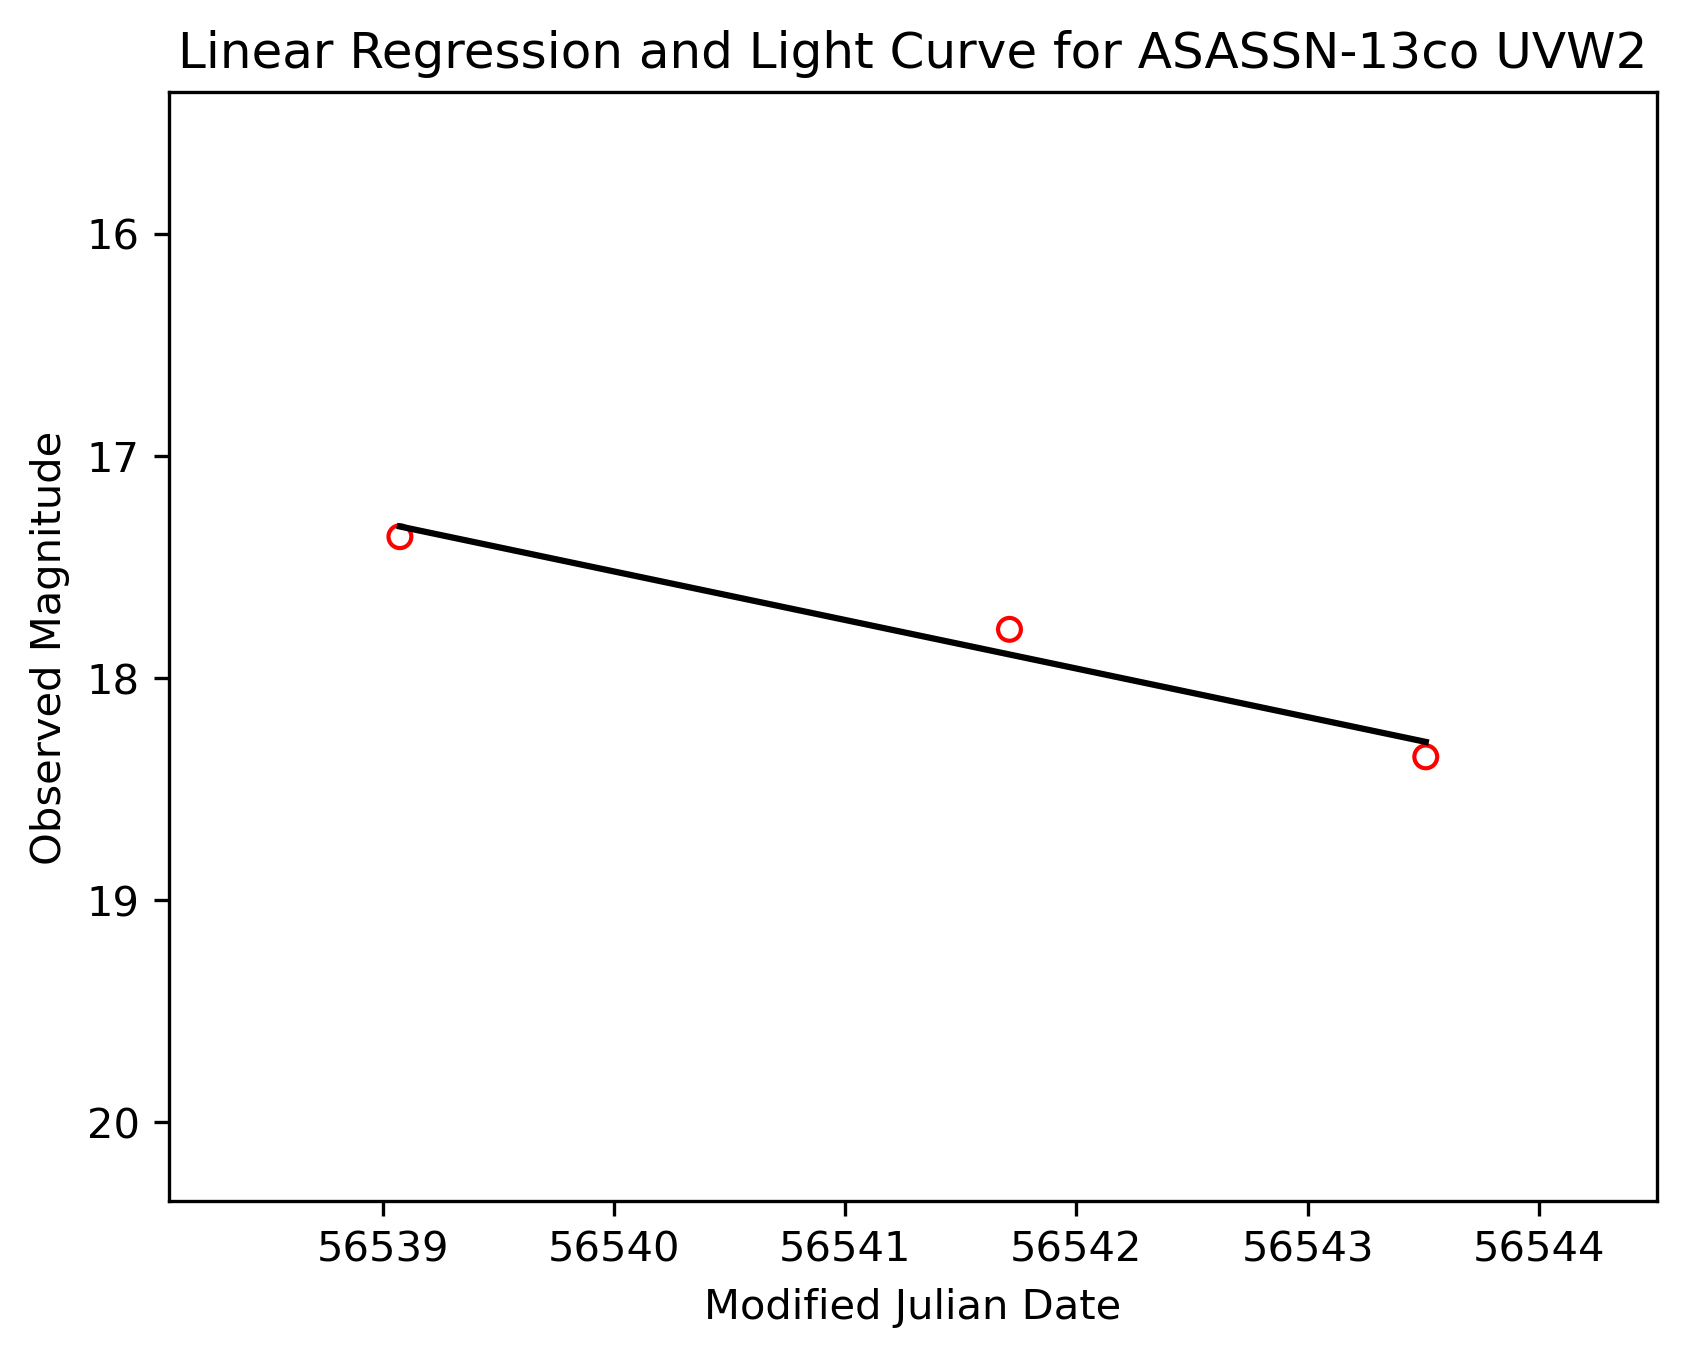 Linear Regression and Light Curve for ASASSN-13co UVW2
16
17
18
19
20
Observed Magnitude
56539 56540 56541 56542 56543 56544
Modified Julian Date